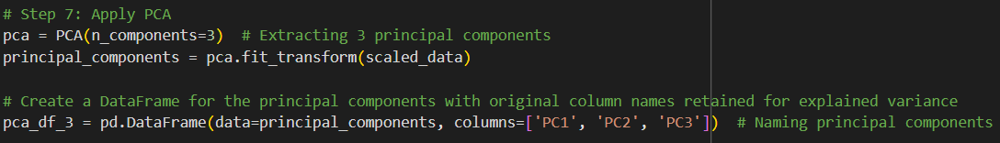 # Step 7: Apply PCA
pca = PCA(n_components=3)  # Extracting 3 principal components
principal_components = pca.fit_transform(scaled_data)
# Create a DataFrame for the principal components with original column names retained for explained variance
pca_df_3 = pd.DataFrame(data=principal_components, columns=['PC1', 'PC2', 'PC3'])  # Naming principal components